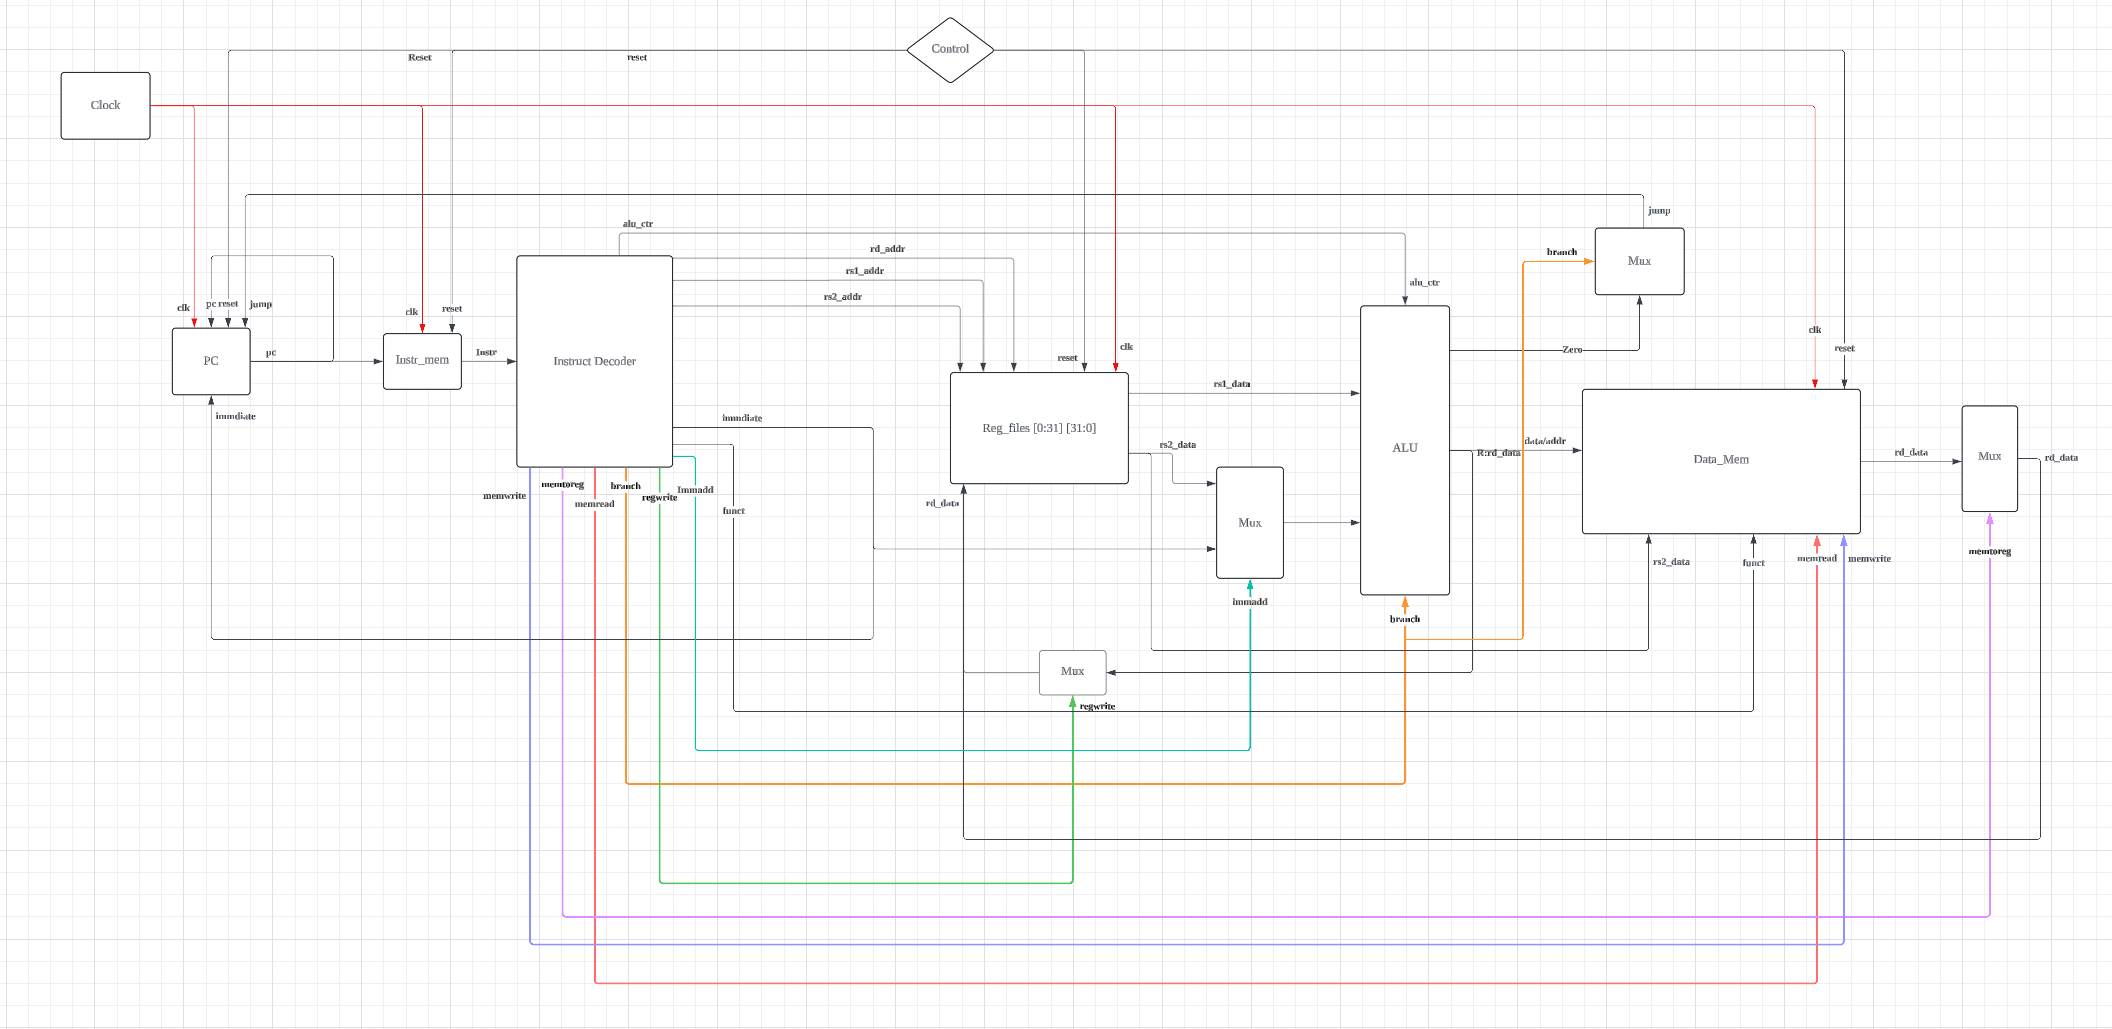 Control
Reset
reset
Clock
jump
alu_ctr
rd_addr
branch
Mux
rs1_addr
alu_ctr
rs2_addr
clk
pc
reset
jump
clk
reset
clk
reset
clk
reset
pc
PC
Instr_mem
Instr
Instruct Decoder
Zero
rs1_data
immdiate
immdiate
Reg_files [0:31] [31:0]
rs2_data
ALU
data/addr
R:rd_data
Data_Mem
rd_data
Mux
rd_data
memwrite
memtoreg
memread
branch
regwrite
Immadd
funct
rd_data
Mux
memtoreg
rs2_data
funct
memread
memwrite
immadd
branch
Mux
regwrite